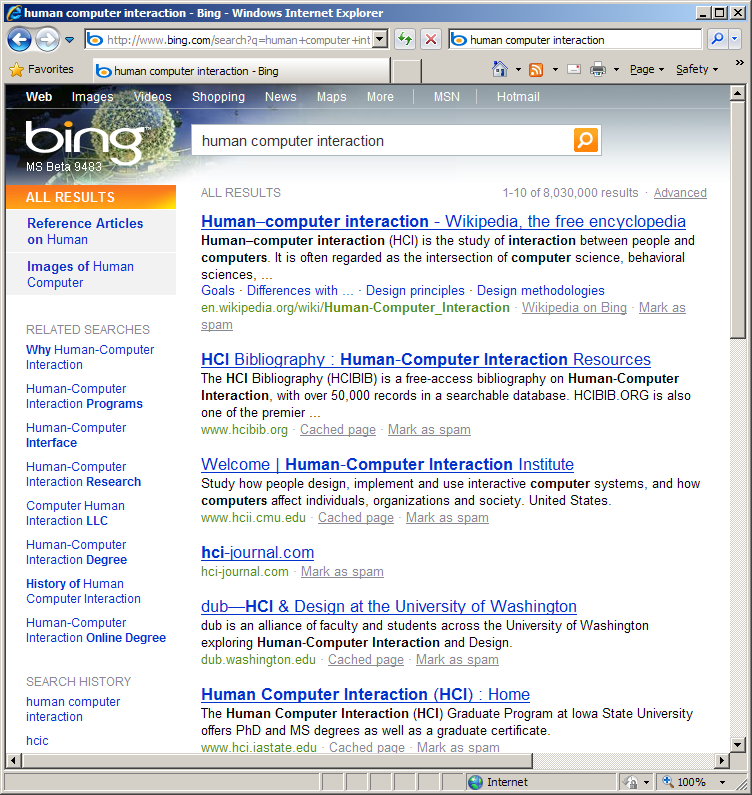 human computer interaction - Bing - Windows Internet Explorer
http://www.bing.com/search?q=human+computer+int
human computer interaction
Favorites
human computer interaction - Bing
Page
Safety
Web Images Videos Shopping News Maps More MSN Hotmail
bing™
MS Beta 9483
human computer interaction
ALL RESULTS
Reference Articles
on Human
Images of Human
Computer
RELATED SEARCHES
Why Human-Computer
Interaction
Human-Computer
Interaction Programs
Human-Computer
Interface
Human-Computer
Interaction Research
Computer Human
Interaction LLC
Human-Computer
Interaction Degree
History of Human
Computer Interaction
Human-Computer
Interaction Online Degree
SEARCH HISTORY
human computer
interaction
hcic
ALL RESULTS
1-10 of 8,030,000 results · Advanced
Human–computer interaction - Wikipedia, the free encyclopedia
Human–computer interaction (HCI) is the study of interaction between people and
computers. It is often regarded as the intersection of computer science, behavioral
sciences, ...
Goals · Differences with ... · Design principles · Design methodologies
en.wikipedia.org/wiki/Human-Computer_Interaction · Wikipedia on Bing · Mark as
spam
HCI Bibliography : Human-Computer Interaction Resources
The HCI Bibliography (HCIBIB) is a free-access bibliography on Human-Computer
Interaction, with over 50,000 records in a searchable database. HCIBIB.ORG is also
one of the premier ...
www.hcibib.org · Cached page · Mark as spam
Welcome | Human-Computer Interaction Institute
Study how people design, implement and use interactive computer systems, and how
computers affect individuals, organizations and society. United States.
www.hcii.cmu.edu · Cached page · Mark as spam
hci-journal.com
hci-journal.com · Mark as spam
dub—HCI & Design at the University of Washington
dub is an alliance of faculty and students across the University of Washington
exploring Human-Computer Interaction and Design.
dub.washington.edu · Cached page · Mark as spam
Human Computer Interaction (HCI) : Home
The Human Computer Interaction (HCI) Graduate Program at Iowa State University
offers PhD and MS degrees as well as a graduate certificate.
www.hci.iastate.edu · Cached page · Mark as spam
Internet
100%